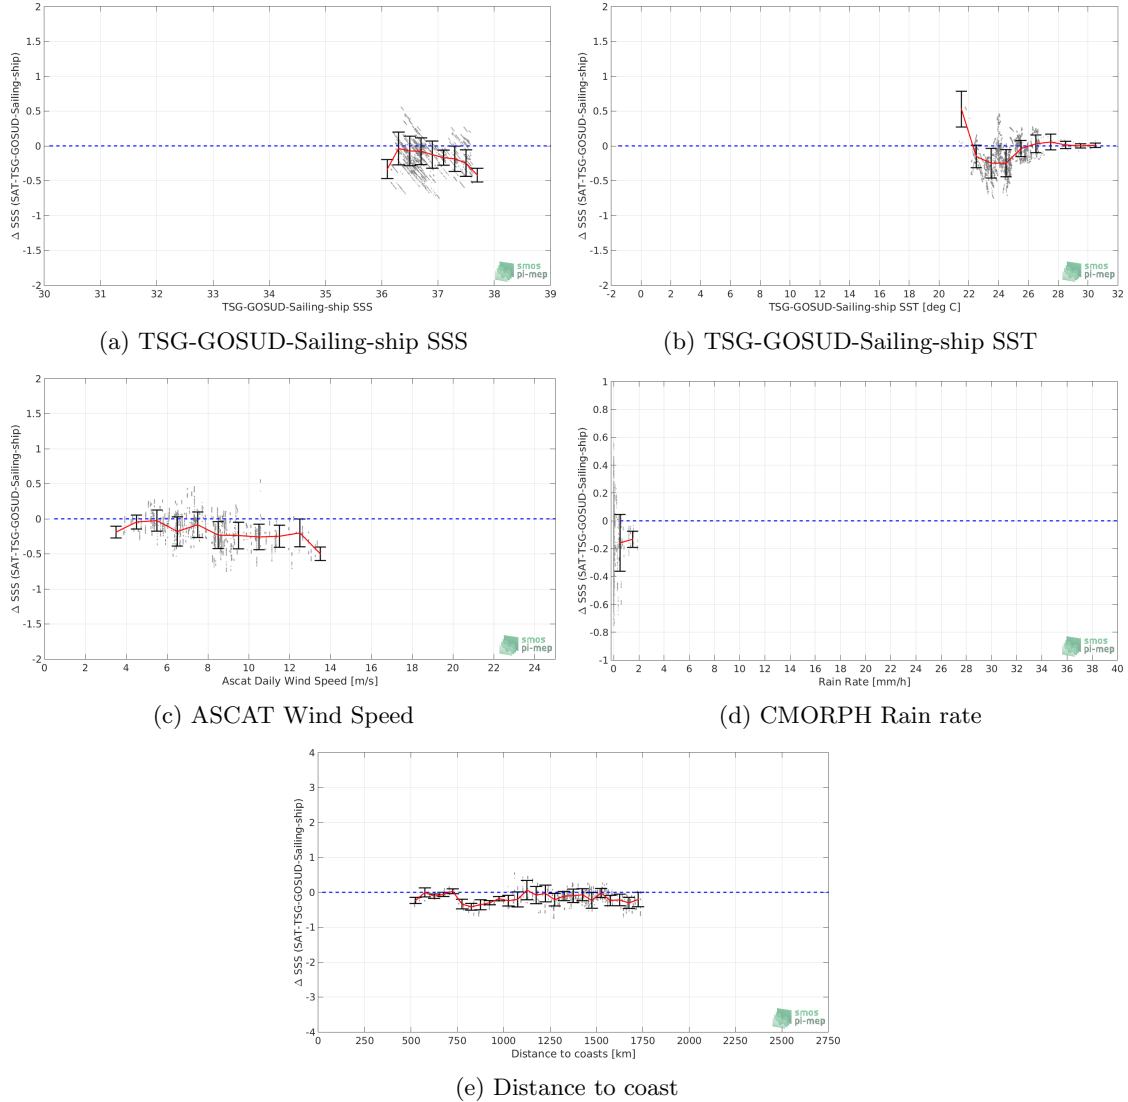 2
1.5
1
0.5
0
-0.5
-1
-1.5
-2
Δ SSS (SAT-TSG-GOSUD-Sailing-ship)
30 31 32 33 34 35 36 37 38 39
TSG-GOSUD-Sailing-ship SSS
smos
pi-mep
(a) TSG-GOSUD-Sailing-ship SSS
2
1.5
1
0.5
0
-0.5
-1
-1.5
-2
Δ SSS (SAT-TSG-GOSUD-Sailing-ship)
-2 0 2 4 6 8 10 12 14 16 18 20 22 24 26 28 30 32
TSG-GOSUD-Sailing-ship SST [deg C]
smos
pi-mep
(b) TSG-GOSUD-Sailing-ship SST
2
1.5
1
0.5
0
-0.5
-1
-1.5
-2
Δ SSS (SAT-TSG-GOSUD-Sailing-ship)
0 2 4 6 8 10 12 14 16 18 20 22 24
Ascat Daily Wind Speed [m/s]
smos
pi-mep
(c) ASCAT Wind Speed
1
0.8
0.6
0.4
0.2
0
-0.2
-0.4
-0.6
-0.8
-1
Δ SSS (SAT-TSG-GOSUD-Sailing-ship)
0 2 4 6 8 10 12 14 16 18 20 22 24 26 28 30 32 34 36 38 40
Rain Rate [mm/h]
smos
pi-mep
(d) CMORPH Rain rate
4
3
2
1
0
-1
-2
-3
-4
Δ SSS (SAT-TSG-GOSUD-Sailing-ship)
0 250 500 750 1000 1250 1500 1750 2000 2250 2500 2750
Distance to coasts [km]
smos
pi-mep
(e) Distance to coast